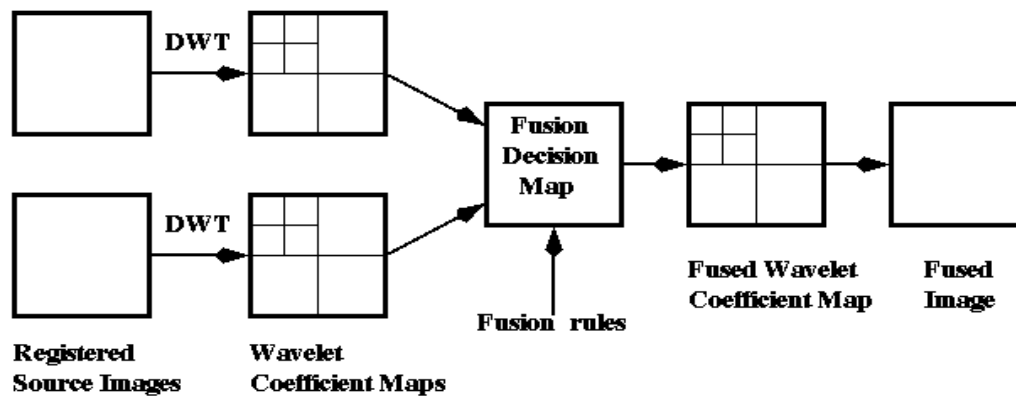 DWT
Fusion
Decision
Map
DWT
Fused Wavelet
Coefficient Map
Fused
Image
Fusion rules
Registered
Source Images
Wavelet
Coefficient Maps